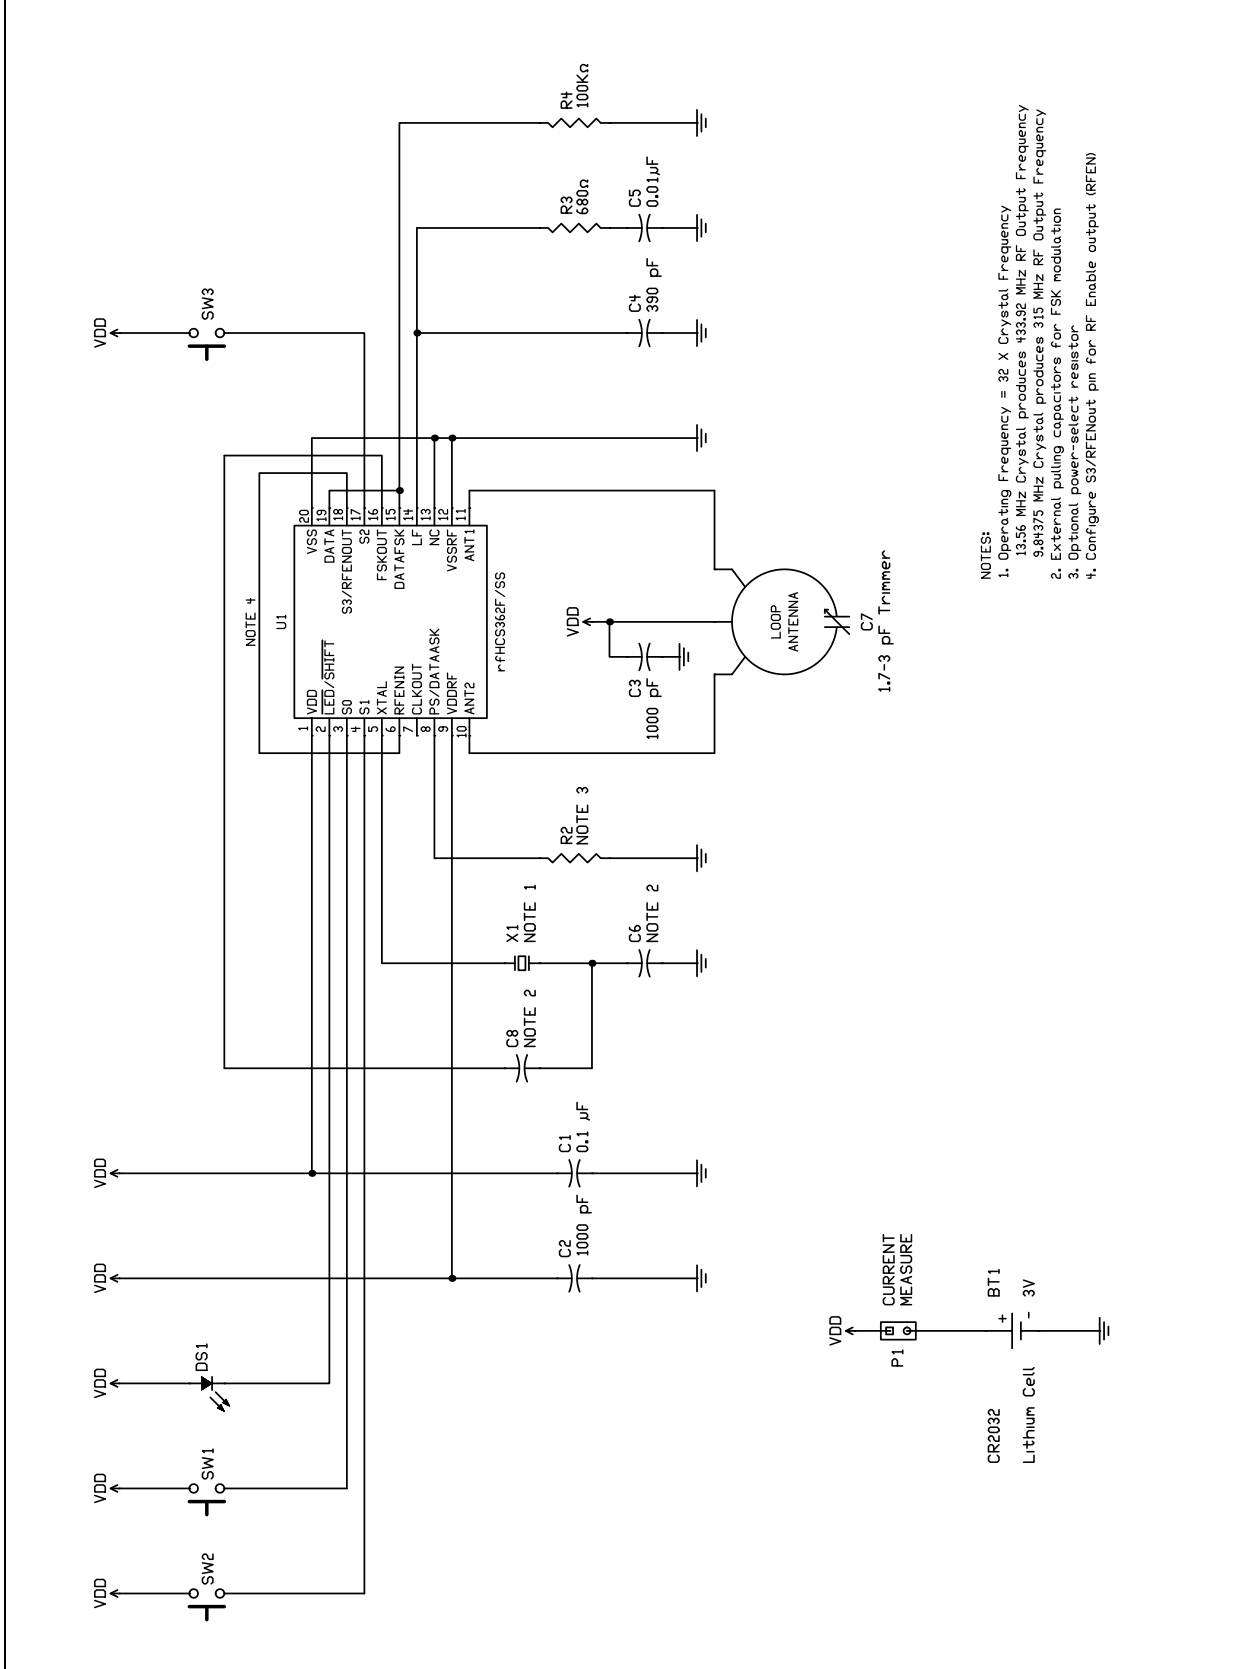 VDD
SW2
VDD
SW1
VDD
DS1
VDD
C2
1000 pF
VDD
C1
0.1 µF
C8
NOTE 2
X1
NOTE 1
C6
NOTE 2
R2
NOTE 3
NOTE 4
U1
1 VDD
2 LED/SHIFT
3 S0
4 S1
5 XTAL
6 RFENIN
7 CLKOUT
8 PS/DATAASK
9 VDDRF
10 ANT2
VSS 20
DATA 19
S3/RFENOUT 18
S2 17
FSKOUT 16
DATAFSK 15
LF 14
NC 13
VSSRF 12
ANT1 11
rfHCS362F/SS
VDD
C3
1000 pF
LOOP
ANTENNA
C7
1.7-3 pF Trimmer
VDD
SW3
C4
390 pF
R3
680Ω
C5
0.01µF
R4
100KΩ
VDD
P1
CURRENT
MEASURE
CR2032
Lithium Cell
+
BT1
-
3V
NOTES:
1. Operating Frequency = 32 X Crystal Frequency
13.56 MHz Crystal produces 433.92 MHz RF Output Frequency
9.84375 MHz Crystal produces 315 MHz RF Output Frequency
2. External pulling capacitors for FSK modulation
3. Optional power-select resistor
4. Configure S3/RFENout pin for RF Enable output (RFEN)